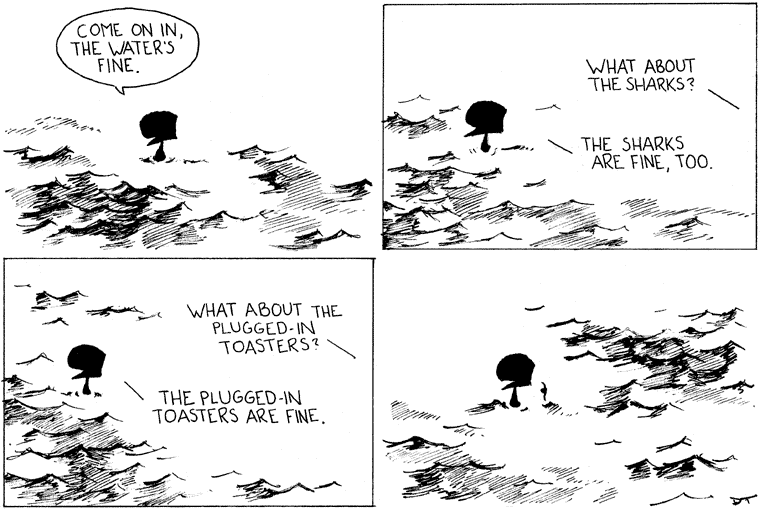 COME ON IN,
THE WATER'S
FINE.
WHAT ABOUT
THE SHARKS?
THE SHARKS
ARE FINE, TOO.
WHAT ABOUT THE
PLUGGED-IN
TOASTERS?
THE PLUGGED-IN
TOASTERS ARE FINE.